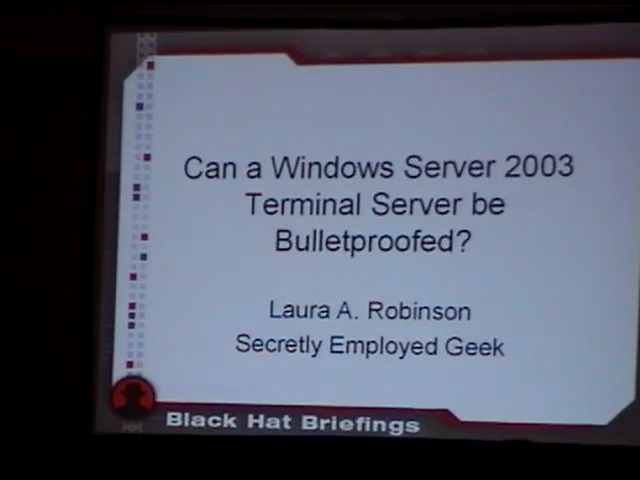 Can a Windows Server 2003
Terminal Server be
Bulletproofed?
Laura A. Robinson
Secretly Employed Geek
Black Hat Briefings